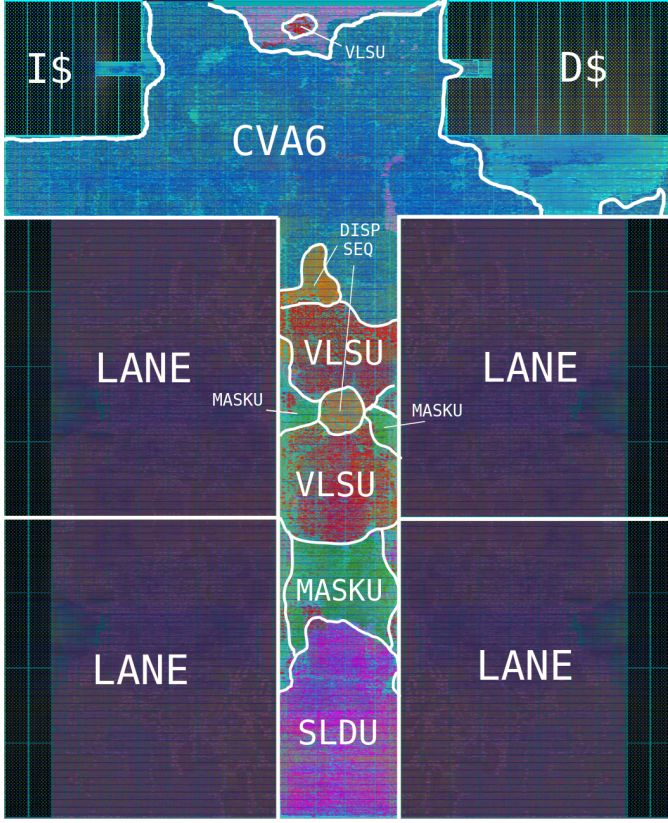 VLSU
I$
D$
CVA6
DISP
SEQ
VLSU
LANE
LANE
MASKU
MASKU
VLSU
MASKU
LANE
LANE
SLDU